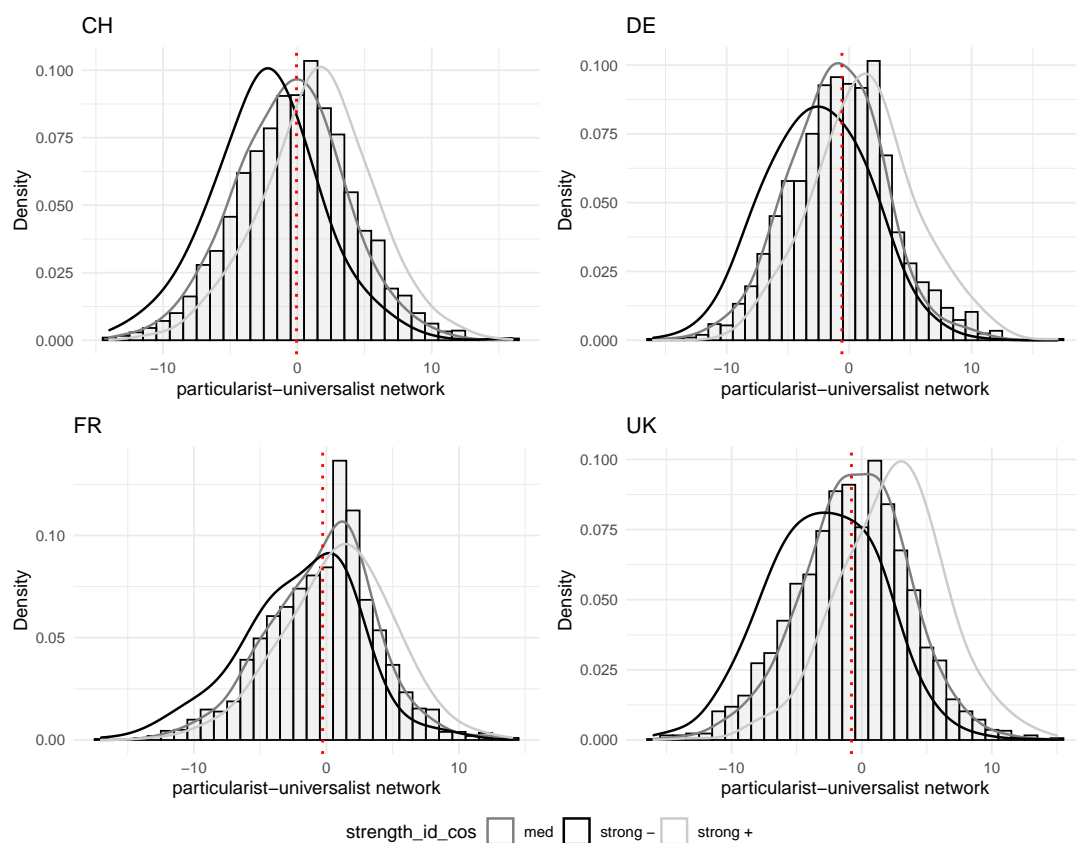 CH
0.100
0.075
0.050
0.025
0.000
Density
−10
0
10
particularist−universalist network
DE
0.100
0.075
0.050
0.025
0.000
Density
−10
0
10
particularist−universalist network
FR
0.10
0.05
0.00
Density
−10
0
10
particularist−universalist network
UK
0.100
0.075
0.050
0.025
0.000
Density
−10
0
10
particularist−universalist network
strength_id_cos med strong − strong +